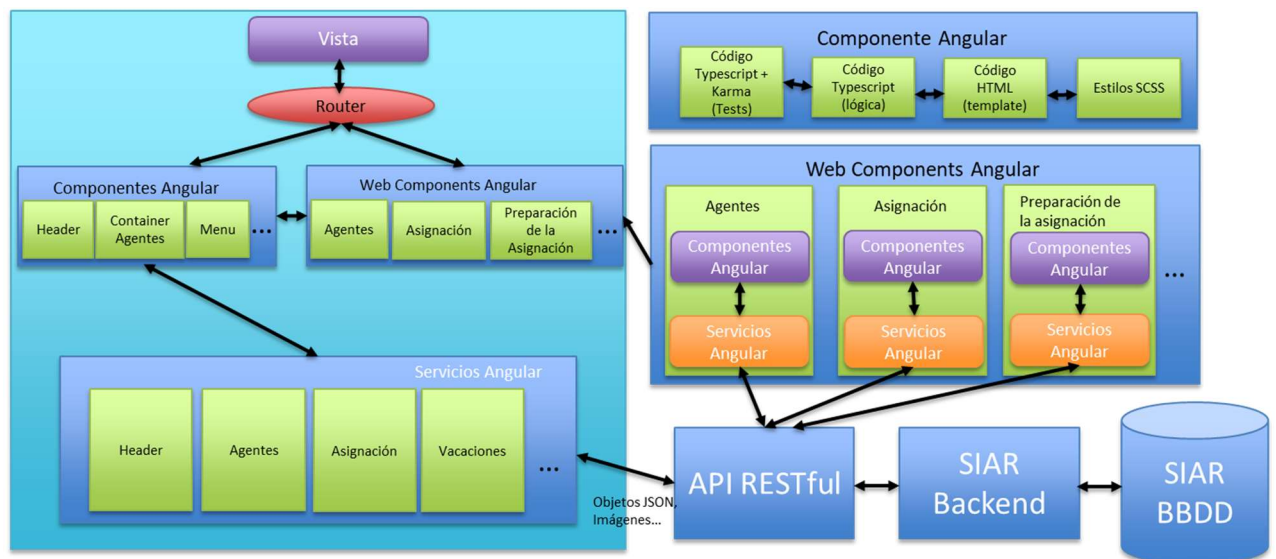 Vista
Router
Componentes Angular
Header
Container
Agentes
Menu
...
Web Components Angular
Agentes
Asignación
Preparación
de la
Asignación
...
Servicios Angular
Header
Agentes
Asignación
Vacaciones
...
Objetos JSON,
Imágenes...
Componente Angular
Código
Typescript +
Karma
(Tests)
Código
Typescript
(lógica)
Código
HTML
(template)
Estilos SCSS
Web Components Angular
Agentes
Componentes
Angular
Servicios
Angular
Asignación
Componentes
Angular
Servicios
Angular
Preparación de
la asignación
Componentes
Angular
Servicios
Angular
...
API RESTful
SIAR
Backend
SIAR
BBDD